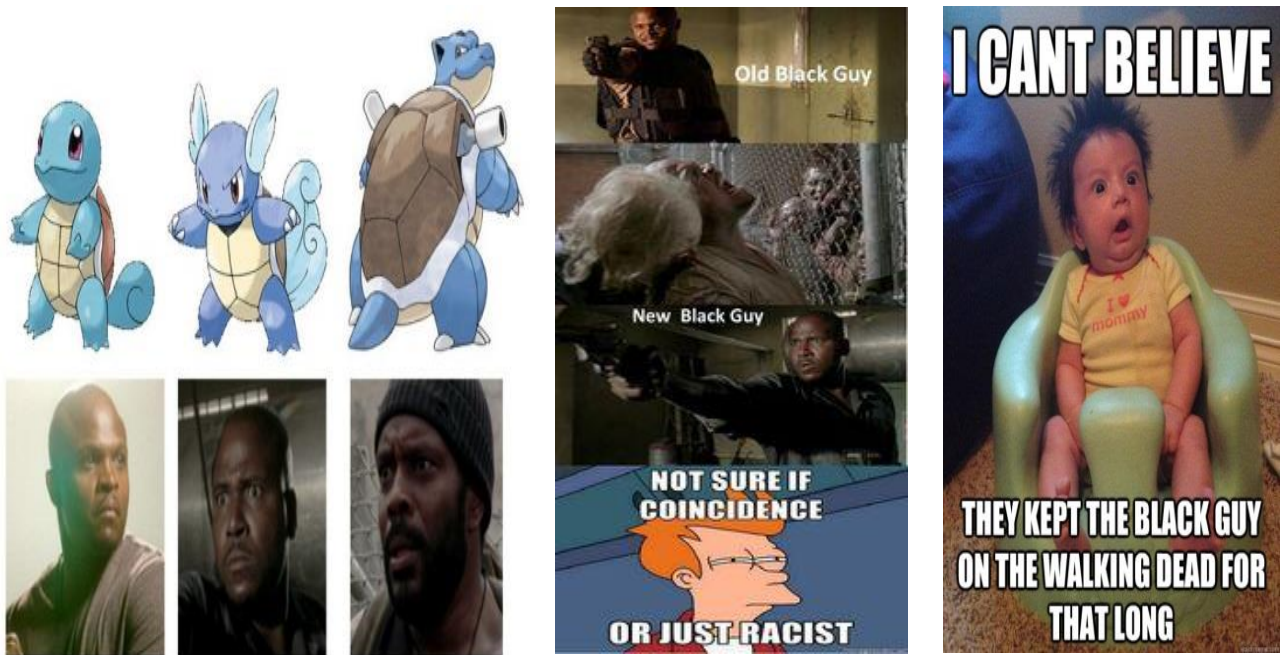 Old Black Guy
New Black Guy
NOT SURE IF
COINCIDENCE
OR JUST RACIST
I CANT BELIEVE
I ♥
mommy
THEY KEPT THE BLACK GUY
ON THE WALKING DEAD FOR
THAT LONG